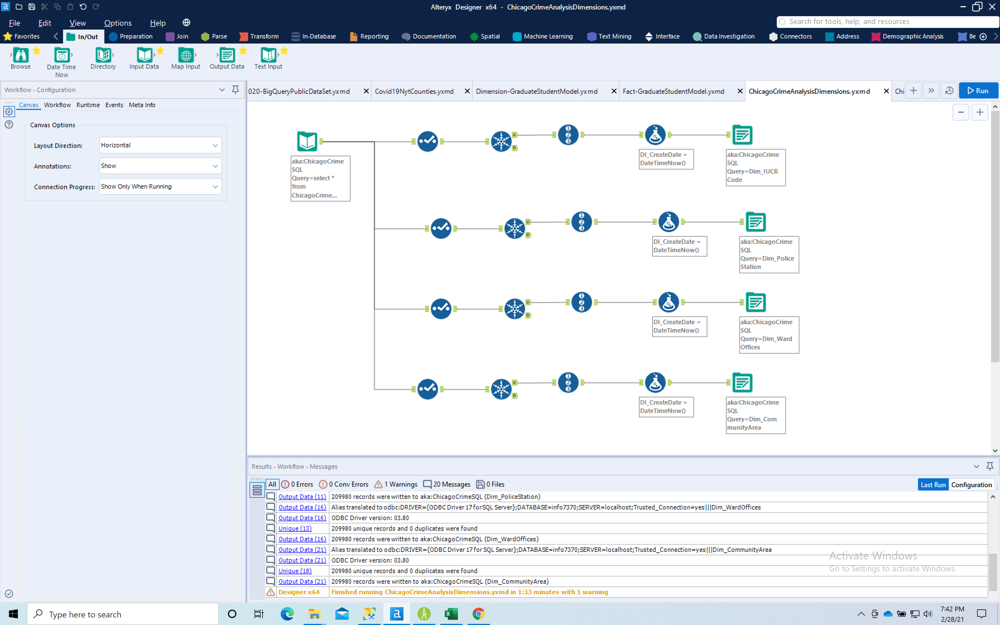 Alteryx Designer x64 - ChicagoCrimeAnalysisDimensions.yxmd
File Edit View Options Help
Search for tools, help, and resources
Favorites In/Out Preparation Join Parse Transform In-Database Reporting Documentation Spatial Machine Learning Text Mining Interface Data Investigation Connectors Address Demographic Analysis Be
Browse Date Time Now Directory Input Data Map Input Output Data Text Input
Workflow - Configuration
020-BigQueryPublicDataSet.yxmd Covid19NytCounties.yxmd Dimension-GraduateStudentModel.yxmd Fact-GraduateStudentModel.yxmd ChicagoCrimeAnalysisDimensions.yxmd Chi Run
Canvas Workflow Runtime Events Meta Info
Canvas Options
Layout Direction: Horizontal
Annotations: Show
Connection Progress: Show Only When Running
aka:ChicagoCrime
SQL
Query=select *
from
ChicagoCrime...
U
D
1
2
3
DI_CreateDate =
DateTimeNow()
aka:ChicagoCrime
SQL
Query=Dim_IUCR
Code
U
D
1
2
3
DI_CreateDate =
DateTimeNow()
aka:ChicagoCrime
SQL
Query=Dim_Police
Station
U
D
1
2
3
DI_CreateDate =
DateTimeNow()
aka:ChicagoCrime
SQL
Query=Dim_Ward
Offices
U
D
1
2
3
DI_CreateDate =
DateTimeNow()
aka:ChicagoCrime
SQL
Query=Dim_Com
munityArea
Results - Workflow - Messages
All 0 Errors 0 Conv Errors 1 Warnings 20 Messages 0 Files Last Run Configuration
Output Data (11) 209980 records were written to aka:ChicagoCrimeSQL (Dim_PoliceStation)
Output Data (16) Alias translated to odbc:DRIVER={ODBC Driver 17 for SQL Server};DATABASE=info7370;SERVER=localhost;Trusted_Connection=yes|||Dim_WardOffices
Output Data (16) ODBC Driver version: 03.80
Unique (13) 209980 unique records and 0 duplicates were found
Output Data (16) 209980 records were written to aka:ChicagoCrimeSQL (Dim_WardOffices)
Output Data (21) Alias translated to odbc:DRIVER={ODBC Driver 17 for SQL Server};DATABASE=info7370;SERVER=localhost;Trusted_Connection=yes|||Dim_CommunityArea
Output Data (21) ODBC Driver version: 03.80
Unique (18) 209980 unique records and 0 duplicates were found
Output Data (21) 209980 records were written to aka:ChicagoCrimeSQL (Dim_CommunityArea)
Designer x64 Finished running ChicagoCrimeAnalysisDimensions.yxmd in 1:33 minutes with 1 warning
Activate Windows
Go to Settings to activate Windows.
Type here to search
7:42 PM
2/28/21